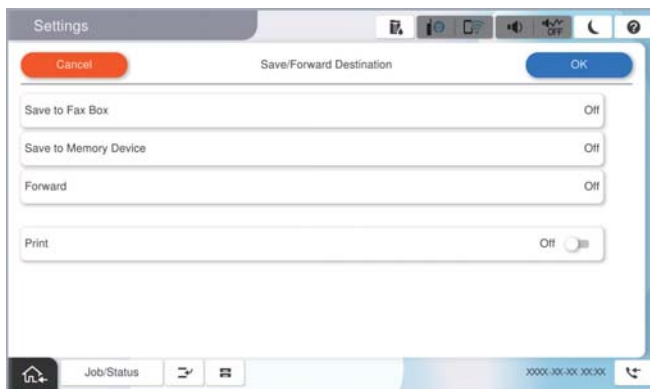 Settings
OFF
Cancel
Save/Forward Destination
OK
Save to Fax Box
Off
Save to Memory Device
Off
Forward
Off
Print
Off
Job/Status
XXXX-XX-XX XX:XX